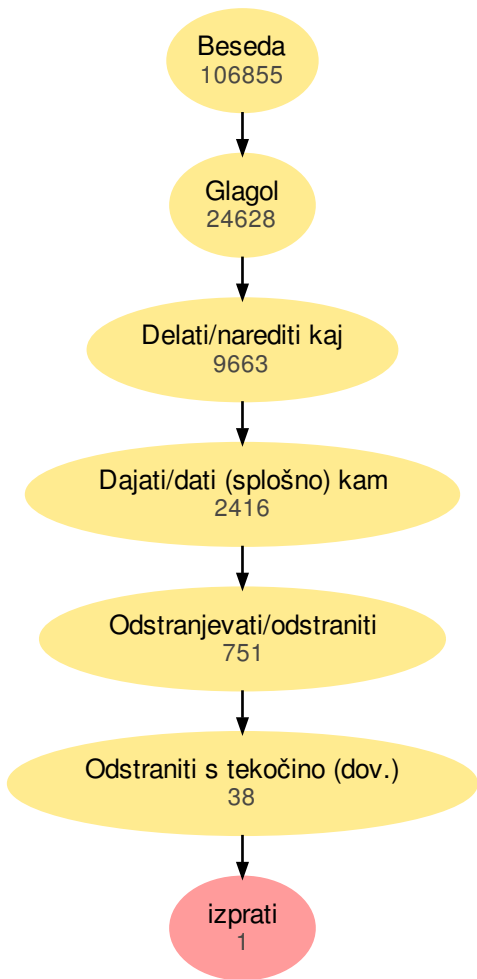 Beseda
106855
Glagol
24628
Delati/narediti kaj
9663
Dajati/dati (splošno) kam
2416
Odstranjevati/odstraniti
751
Odstraniti s tekočino (dov.)
38
izprati
1